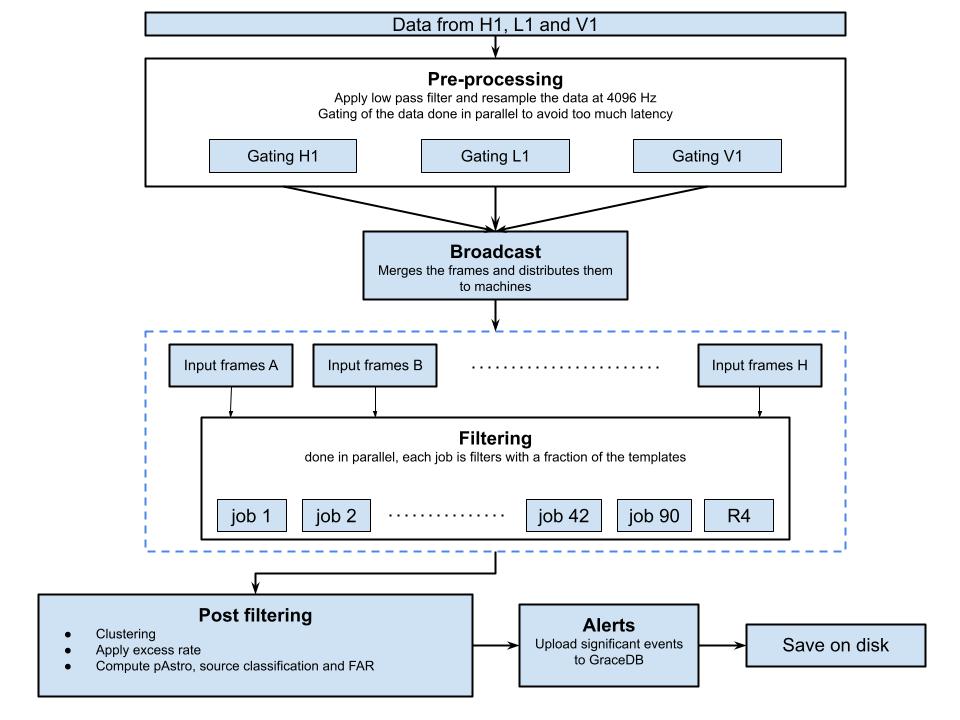 Data from H1, L1 and V1
Pre-processing
Apply low pass filter and resample the data at 4096 Hz
Gating of the data done in parallel to avoid too much latency
Gating H1
Gating L1
Gating V1
Broadcast
Merges the frames and distributes them
to machines
Input frames A
Input frames B
Input frames H
Filtering
done in parallel, each job is filters with a fraction of the templates
job 1
job 2
job 42
job 90
R4
Post filtering
● Clustering
● Apply excess rate
● Compute pAstro, source classification and FAR
Alerts
Upload significant events
to GraceDB
Save on disk